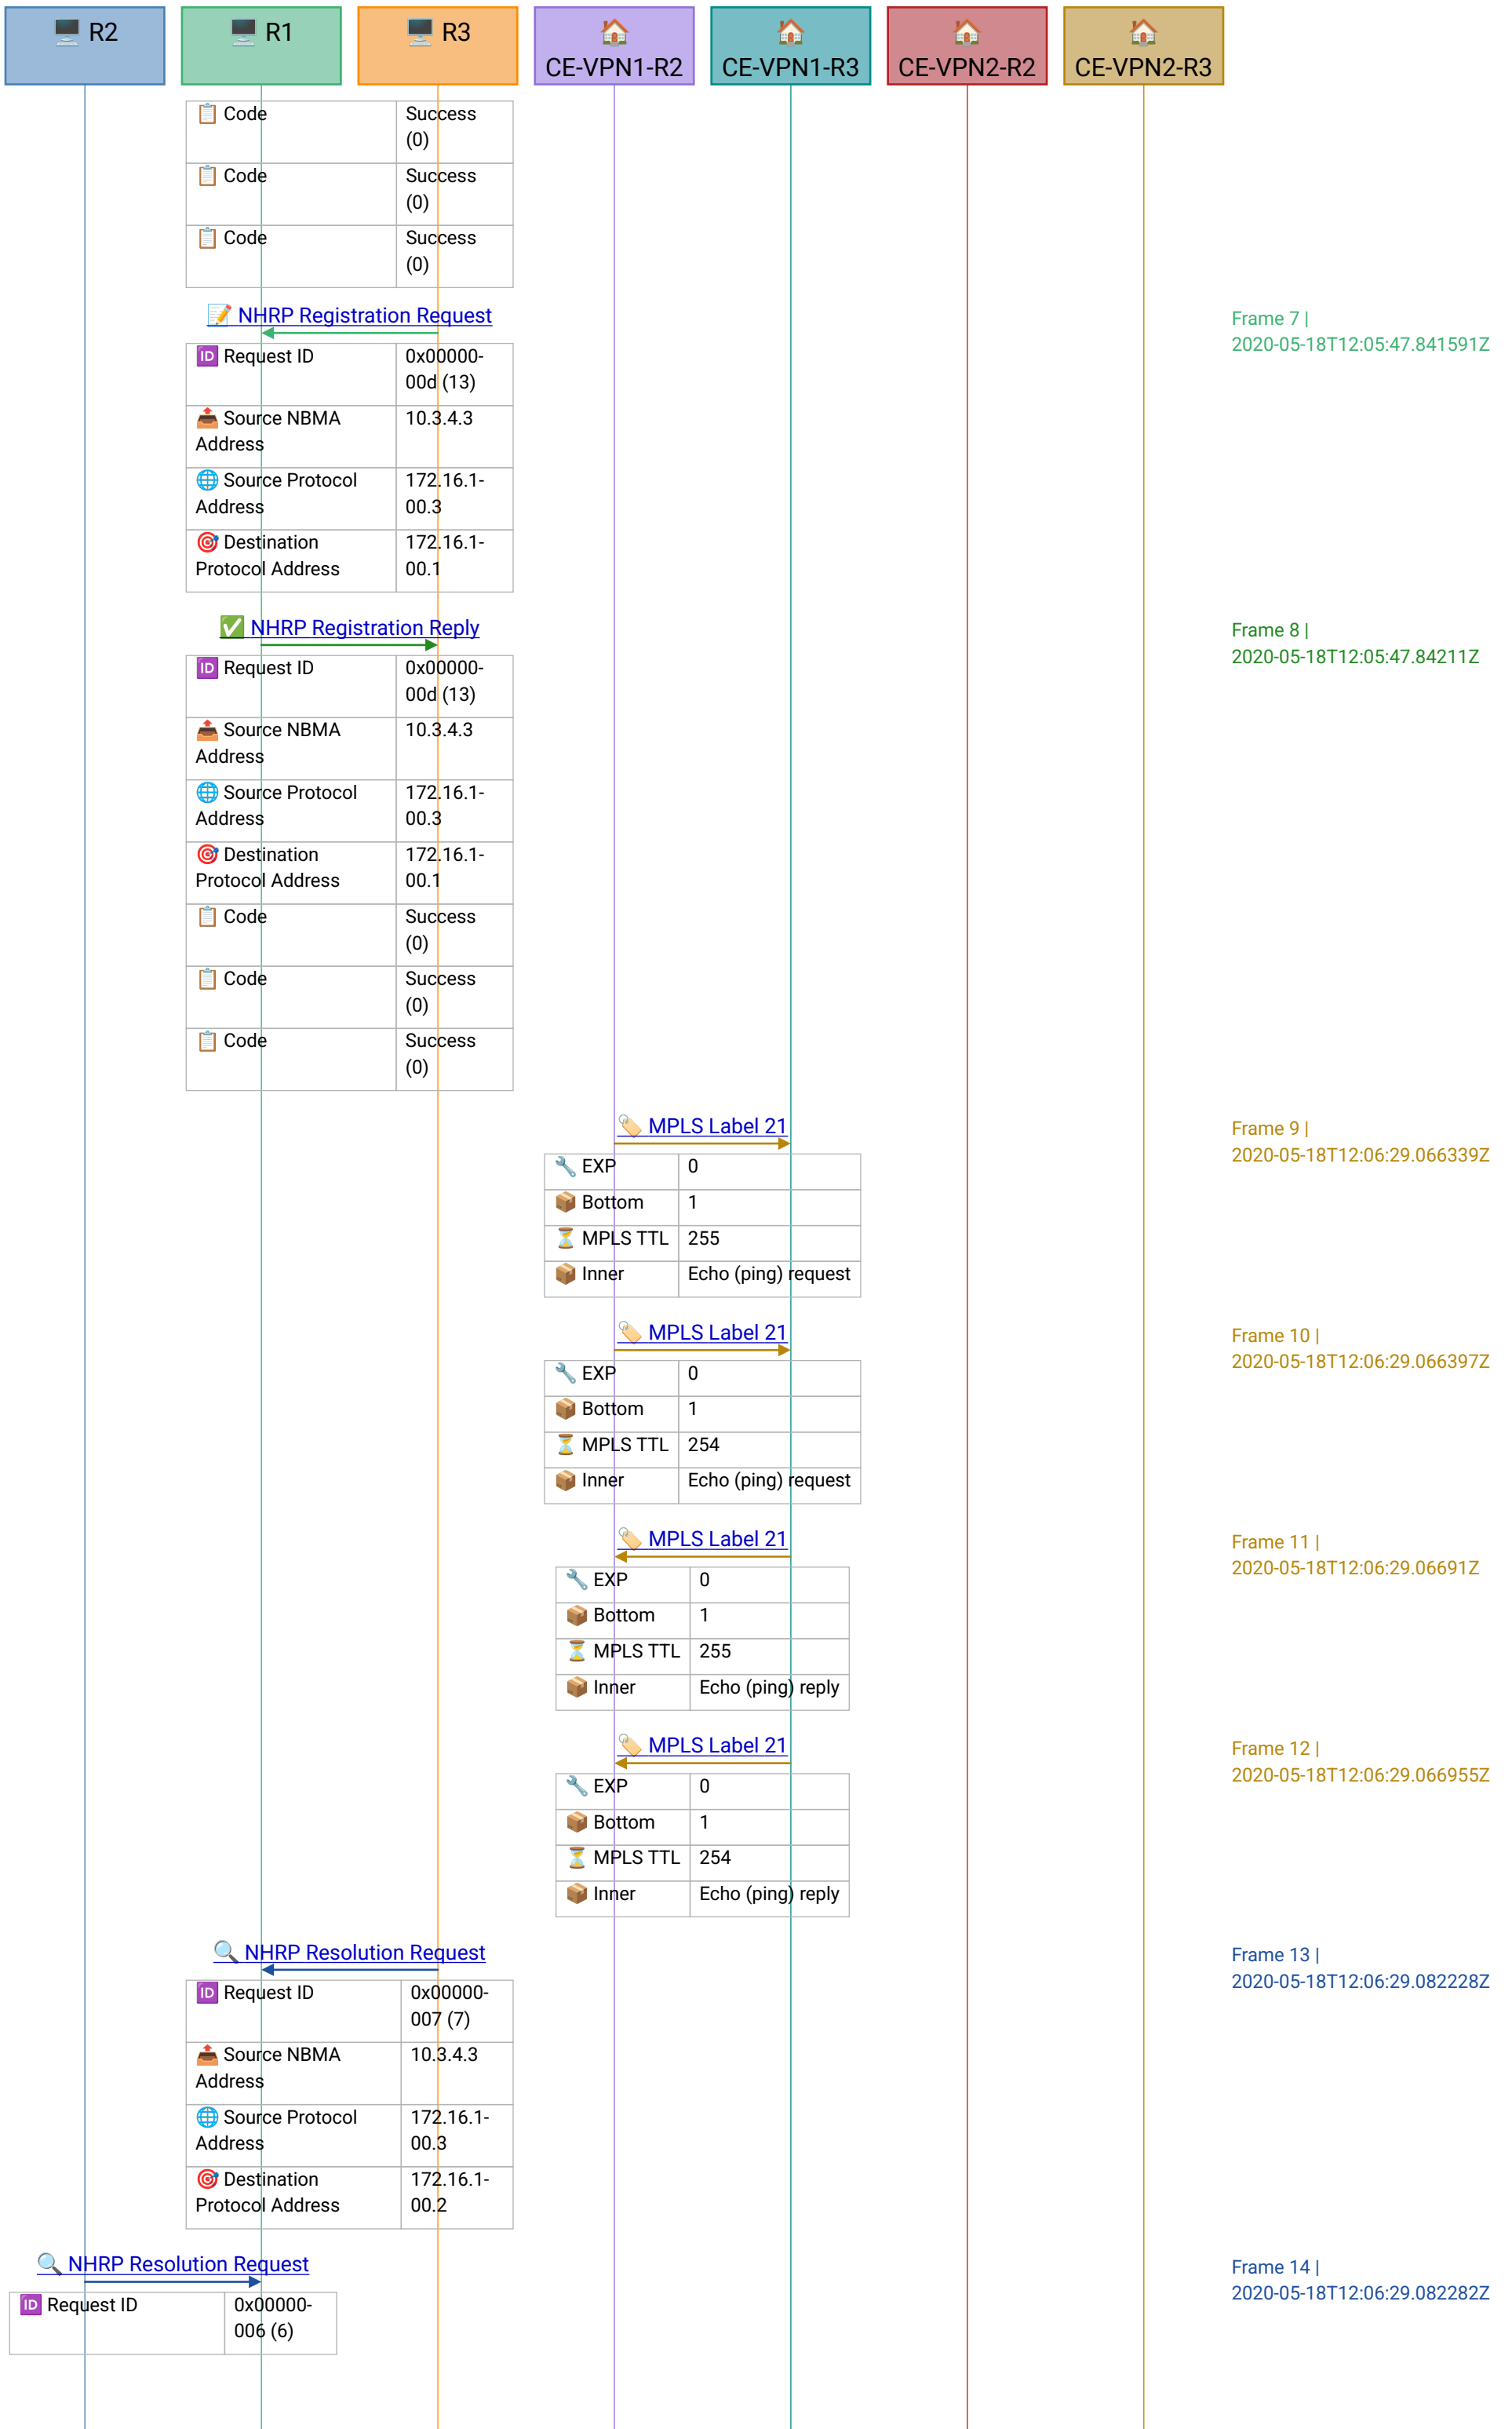 R2
R1
R3
CE-VPN1-R2
CE-VPN1-R3
CE-VPN2-R2
CE-VPN2-R3
Code Success
(0)
Code Success
(0)
Code Success
(0)
NHRP Registration Request
Frame 7 |
2020-05-18T12:05:47.841591Z
Request ID 0x00000-
00d (13)
Source NBMA 10.3.4.3
Address
Source Protocol 172.16.1-
Address 00.3
Destination 172.16.1-
Protocol Address 00.1
NHRP Registration Reply
Frame 8 |
2020-05-18T12:05:47.84211Z
Request ID 0x00000-
00d (13)
Source NBMA 10.3.4.3
Address
Source Protocol 172.16.1-
Address 00.3
Destination 172.16.1-
Protocol Address 00.1
Code Success
(0)
Code Success
(0)
Code Success
(0)
MPLS Label 21
Frame 9 |
2020-05-18T12:06:29.066339Z
EXP 0
Bottom 1
MPLS TTL 255
Inner Echo (ping) request
MPLS Label 21
Frame 10 |
2020-05-18T12:06:29.066397Z
EXP 0
Bottom 1
MPLS TTL 254
Inner Echo (ping) request
MPLS Label 21
Frame 11 |
2020-05-18T12:06:29.06691Z
EXP 0
Bottom 1
MPLS TTL 255
Inner Echo (ping) reply
MPLS Label 21
Frame 12 |
2020-05-18T12:06:29.066955Z
EXP 0
Bottom 1
MPLS TTL 254
Inner Echo (ping) reply
NHRP Resolution Request
Frame 13 |
2020-05-18T12:06:29.082228Z
Request ID 0x00000-
007 (7)
Source NBMA 10.3.4.3
Address
Source Protocol 172.16.1-
Address 00.3
Destination 172.16.1-
Protocol Address 00.2
NHRP Resolution Request
Frame 14 |
2020-05-18T12:06:29.082282Z
Request ID 0x00000-
006 (6)